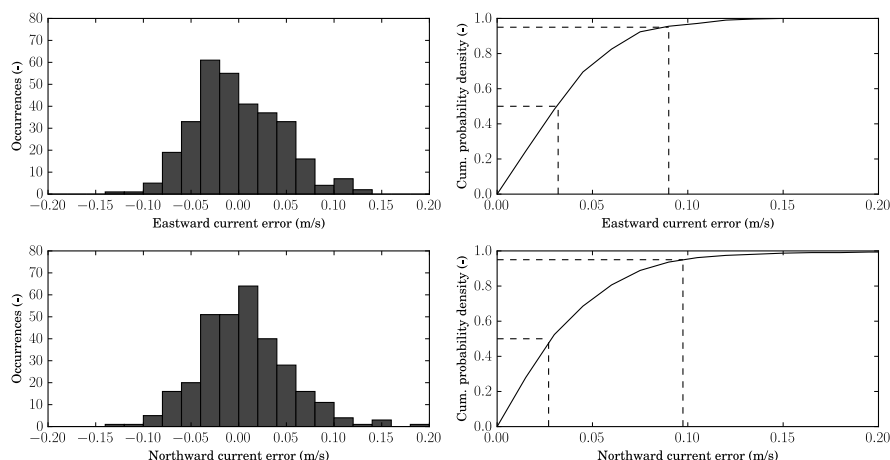 80
70
60
50
40
30
20
10
0
Occurrences (-)
−0.20 −0.15 −0.10 −0.05 0.00 0.05 0.10 0.15 0.20
Eastward current error (m/s)
1.0
0.8
0.6
0.4
0.2
0.0
Cum. probability density (-)
0.00 0.05 0.10 0.15 0.20
Eastward current error (m/s)
80
70
60
50
40
30
20
10
0
Occurrences (-)
−0.20 −0.15 −0.10 −0.05 0.00 0.05 0.10 0.15 0.20
Northward current error (m/s)
1.0
0.8
0.6
0.4
0.2
0.0
Cum. probability density (-)
0.00 0.05 0.10 0.15 0.20
Northward current error (m/s)